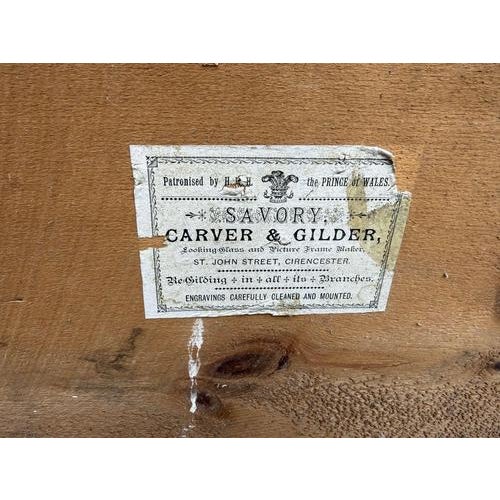 Patronised by H.R.H. the PRINCE of WALES.
SAVORY,
CARVER & GILDER,
Looking Glass and Picture Frame Maker,
ST. JOHN STREET, CIRENCESTER.
Re-Gilding in all its Branches.
ENGRAVINGS CAREFULLY CLEANED AND MOUNTED.